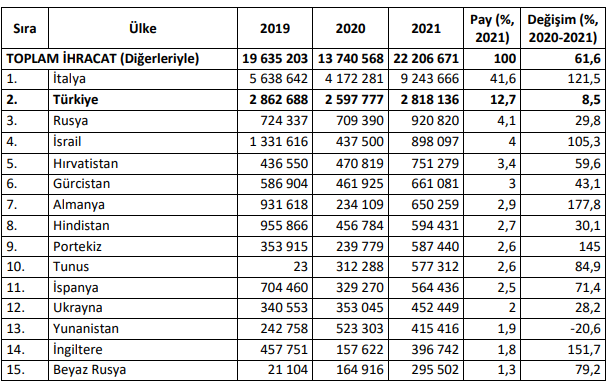 Sıra Ülke 2019 2020 2021 Pay (%, 2021) Değişim (%, 2020-2021)
TOPLAM İHRACAT (Diğerleriyle) 19 635 203 13 740 568 22 206 671 100 61,6
1. İtalya 5 638 642 4 172 281 9 243 666 41,6 121,5
2. Türkiye 2 862 688 2 597 777 2 818 136 12,7 8,5
3. Rusya 724 337 709 390 920 820 4,1 29,8
4. İsrail 1 331 616 437 500 898 097 4 105,3
5. Hırvatistan 436 550 470 819 751 279 3,4 59,6
6. Gürcistan 586 904 461 925 661 081 3 43,1
7. Almanya 931 618 234 109 650 259 2,9 177,8
8. Hindistan 955 866 456 784 594 431 2,7 30,1
9. Portekiz 353 915 239 779 587 440 2,6 145
10. Tunus 23 312 288 577 312 2,6 84,9
11. İspanya 704 460 329 270 564 436 2,5 71,4
12. Ukrayna 340 553 353 045 452 449 2 28,2
13. Yunanistan 242 758 523 303 415 416 1,9 -20,6
14. İngiltere 457 751 157 622 396 742 1,8 151,7
15. Beyaz Rusya 21 104 164 916 295 502 1,3 79,2